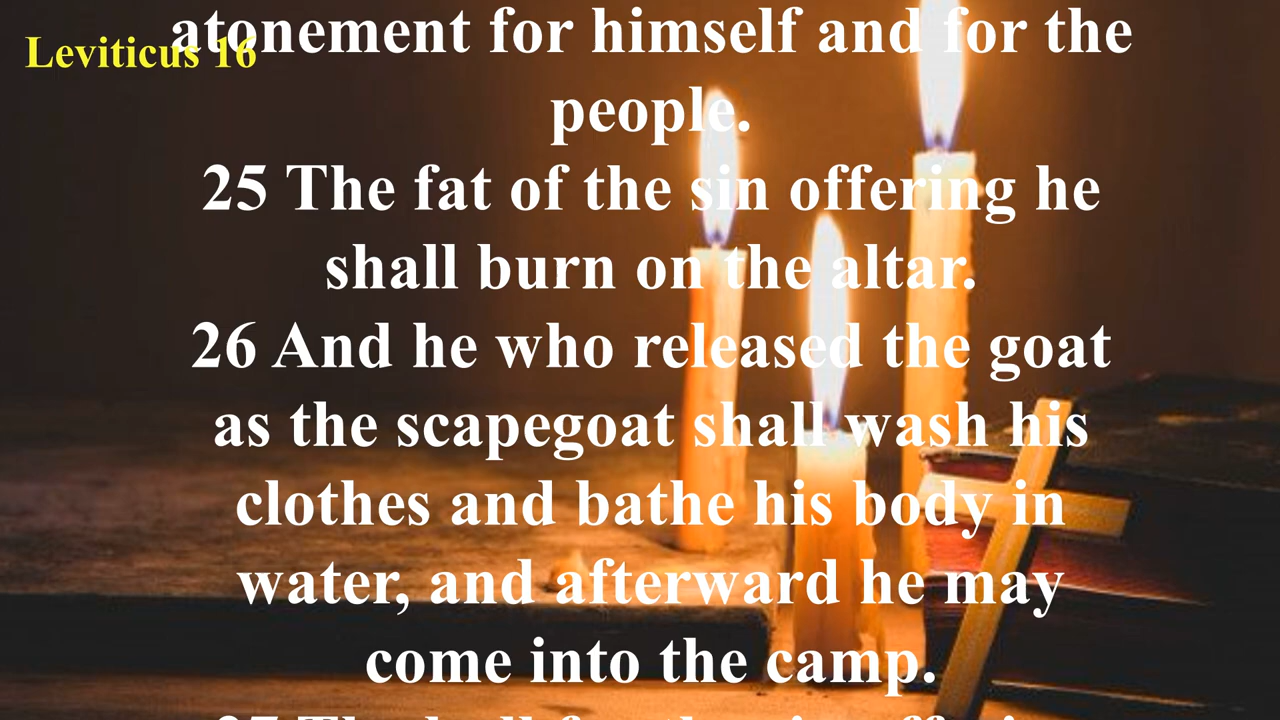 atonement for himself and for the
Leviticus 16
people.
25 The fat of the sin offering he
shall burn on the altar.
26 And he who released the goat
as the scapegoat shall wash his
clothes and bathe his body in
water, and afterward he may
come into the camp.